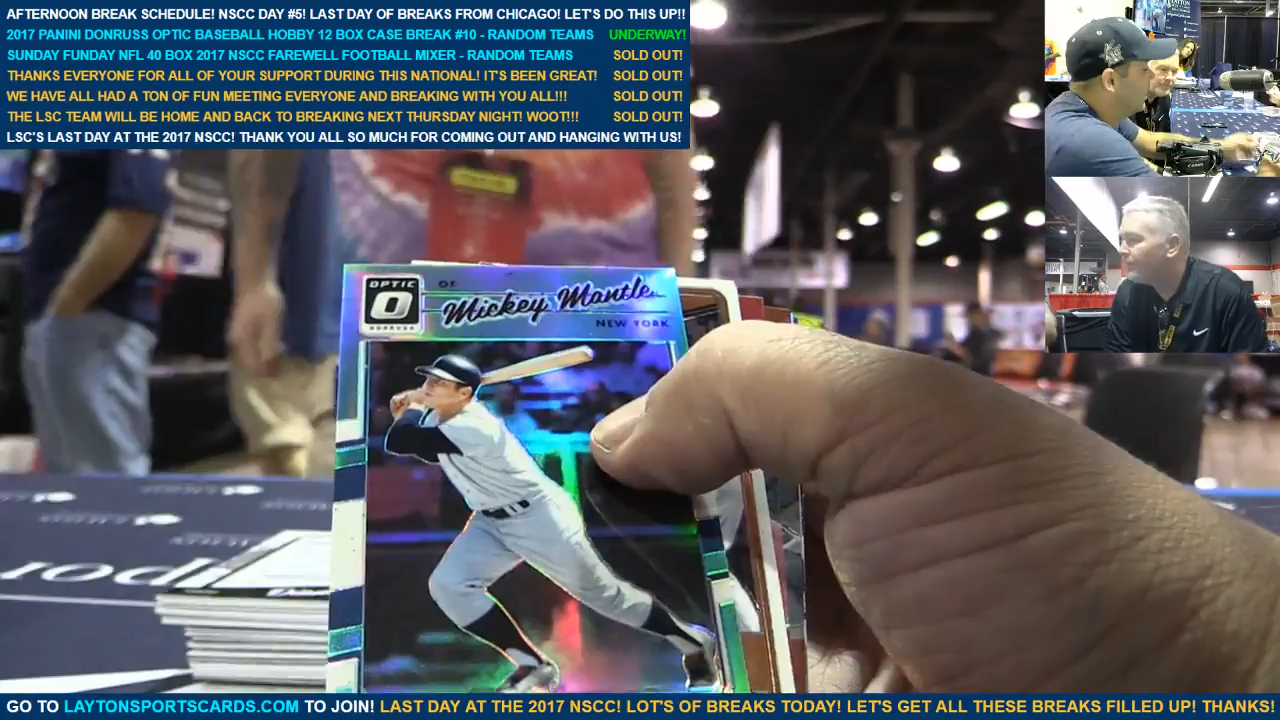 AFTERNOON BREAK SCHEDULE! NSCC DAY #5! LAST DAY OF BREAKS FROM CHICAGO! LET'S DO THIS UP!!
2017 PANINI DONRUSS OPTIC BASEBALL HOBBY 12 BOX CASE BREAK #10 - RANDOM TEAMS UNDERWAY!
SUNDAY FUNDAY NFL 40 BOX 2017 NSCC FAREWELL FOOTBALL MIXER - RANDOM TEAMS SOLD OUT!
THANKS EVERYONE FOR ALL OF YOUR SUPPORT DURING THIS NATIONAL! IT'S BEEN GREAT! SOLD OUT!
WE HAVE ALL HAD A TON OF FUN MEETING EVERYONE AND BREAKING WITH YOU ALL!!! SOLD OUT!
THE LSC TEAM WILL BE HOME AND BACK TO BREAKING NEXT THURSDAY NIGHT! WOOT!!! SOLD OUT!
LSC'S LAST DAY AT THE 2017 NSCC! THANK YOU ALL SO MUCH FOR COMING OUT AND HANGING WITH US!
OPTIC
DONRUSS
OF
Mickey Mantle
NEW YORK
GO TO LAYTONSPORTSCARDS.COM TO JOIN! LAST DAY AT THE 2017 NSCC! LOT'S OF BREAKS TODAY! LET'S GET ALL THESE BREAKS FILLED UP! THANKS!